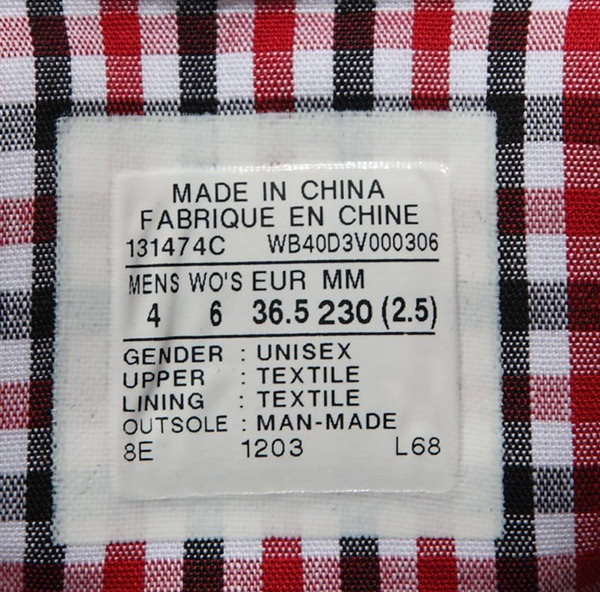 MADE IN CHINA
FABRIQUE EN CHINE
131474C WB40D3V000306
MENS WO'S EUR MM
4 6 36.5 230 (2.5)
GENDER : UNISEX
UPPER : TEXTILE
LINING : TEXTILE
OUTSOLE : MAN-MADE
8E 1203 L68